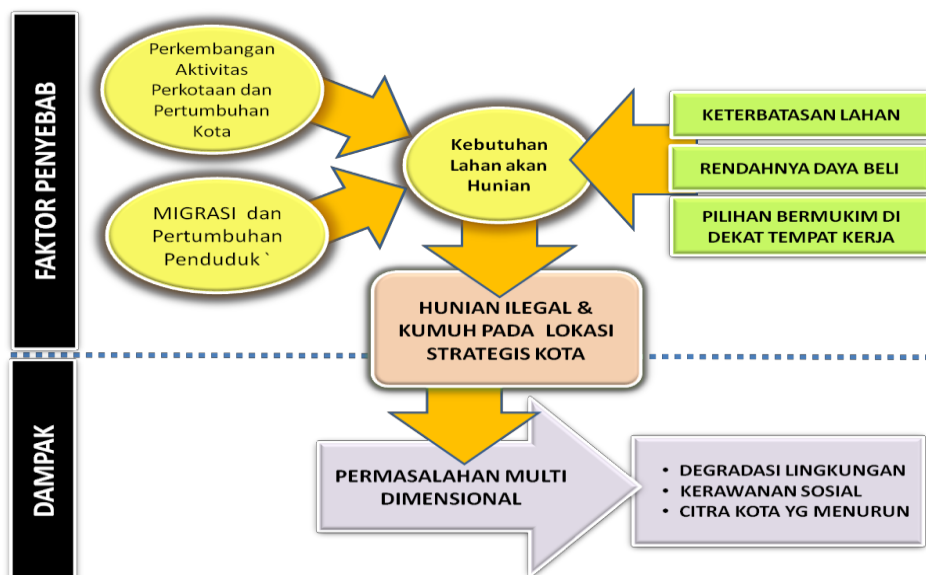 FAKTOR PENYEBAB
Perkembangan
Aktivitas
Perkotaan dan
Pertumbuhan
Kota
MIGRASI dan
Pertumbuhan
Penduduk `
Kebutuhan
Lahan akan
Hunian
KETERBATASAN LAHAN
RENDAHNYA DAYA BELI
PILIHAN BERMUKIM DI
DEKAT TEMPAT KERJA
HUNIAN ILEGAL &
KUMUH PADA LOKASI
STRATEGIS KOTA
DAMPAK
PERMASALAHAN MULTI
DIMENSIONAL
• DEGRADASI LINGKUNGAN
• KERAWANAN SOSIAL
• CITRA KOTA YG MENURUN